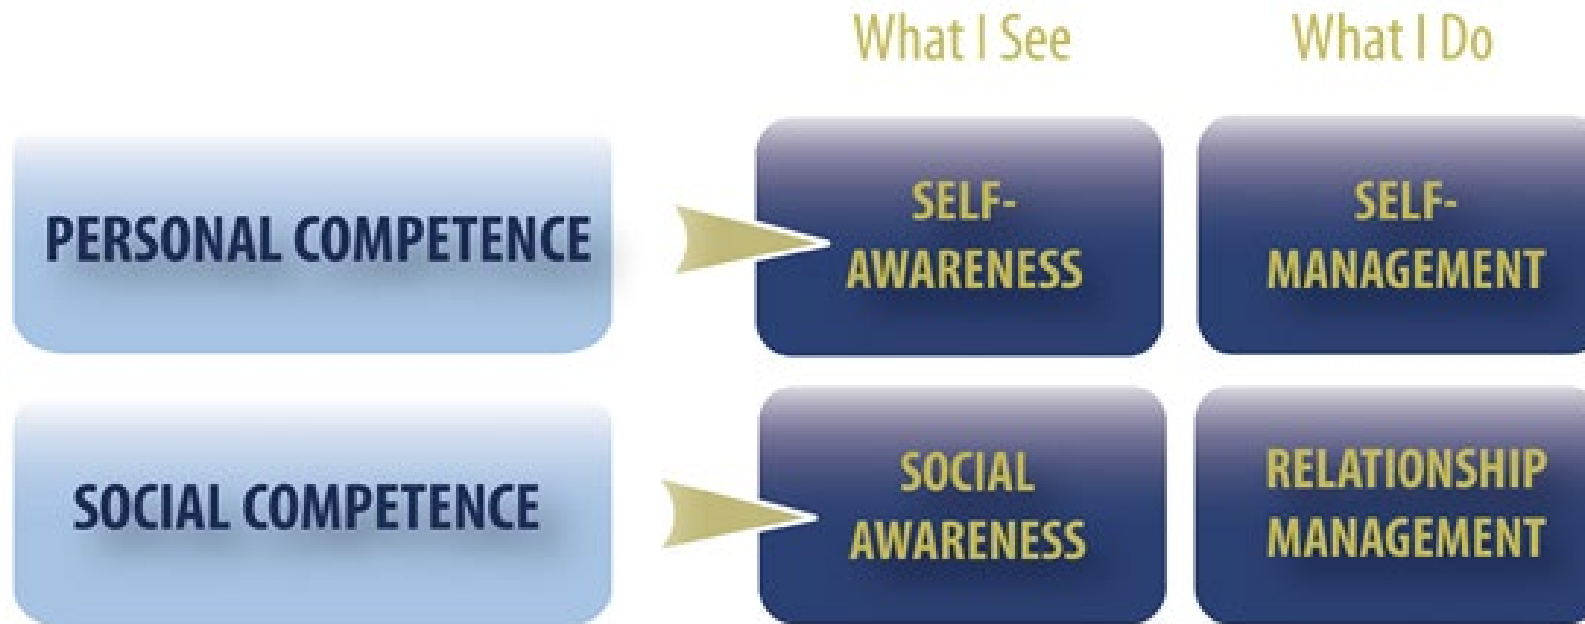 What I See What I Do
PERSONAL COMPETENCE
SELF-
AWARENESS
SELF-
MANAGEMENT
SOCIAL COMPETENCE
SOCIAL
AWARENESS
RELATIONSHIP
MANAGEMENT